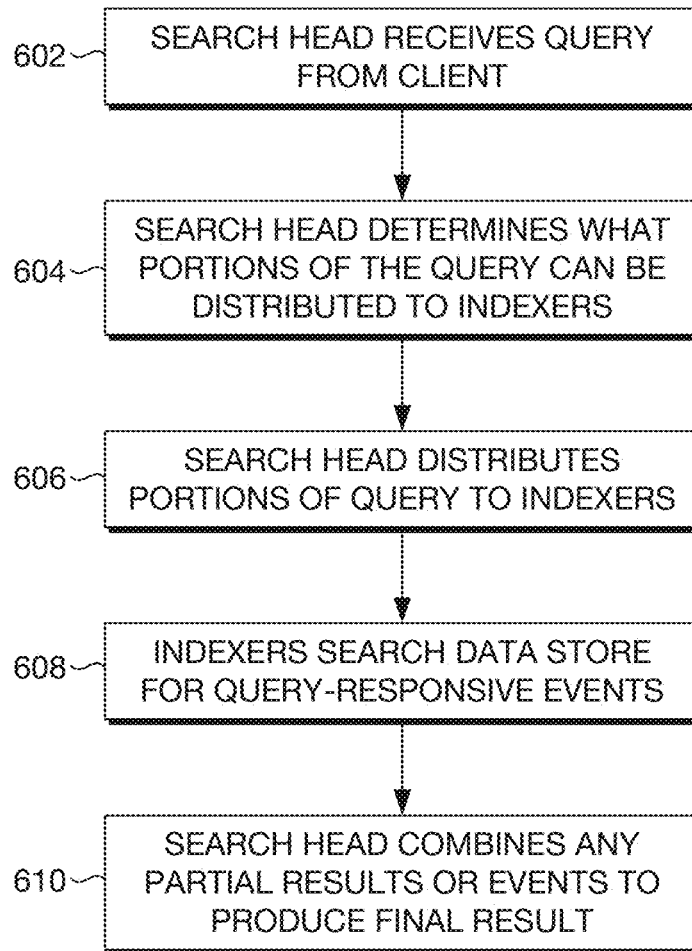 602
SEARCH HEAD RECEIVES QUERY
FROM CLIENT
604
SEARCH HEAD DETERMINES WHAT
PORTIONS OF THE QUERY CAN BE
DISTRIBUTED TO INDEXERS
606
SEARCH HEAD DISTRIBUTES
PORTIONS OF QUERY TO INDEXERS
608
INDEXERS SEARCH DATA STORE
FOR QUERY-RESPONSIVE EVENTS
610
SEARCH HEAD COMBINES ANY
PARTIAL RESULTS OR EVENTS TO
PRODUCE FINAL RESULT